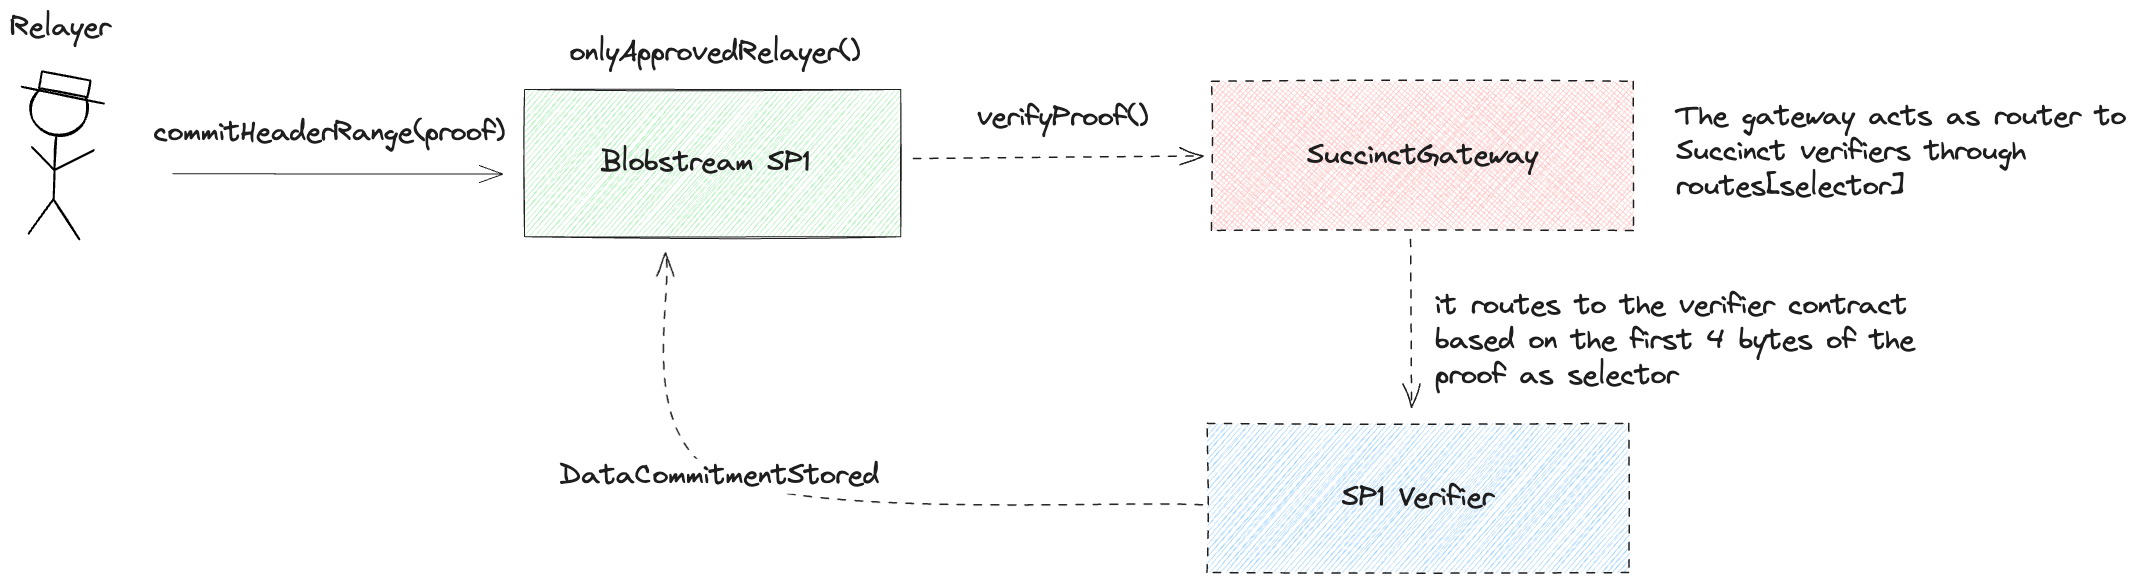 Relayer
onlyApprovedRelayer()
commitHeaderRange(proof)
Blobstream SP1
verifyProof()
SuccinctGateway
The gateway acts as router to
Succinct verifiers through
routes[selector]
it routes to the verifier contract
based on the first 4 bytes of the
proof as selector
DataCommitmentStored
SP1 Verifier